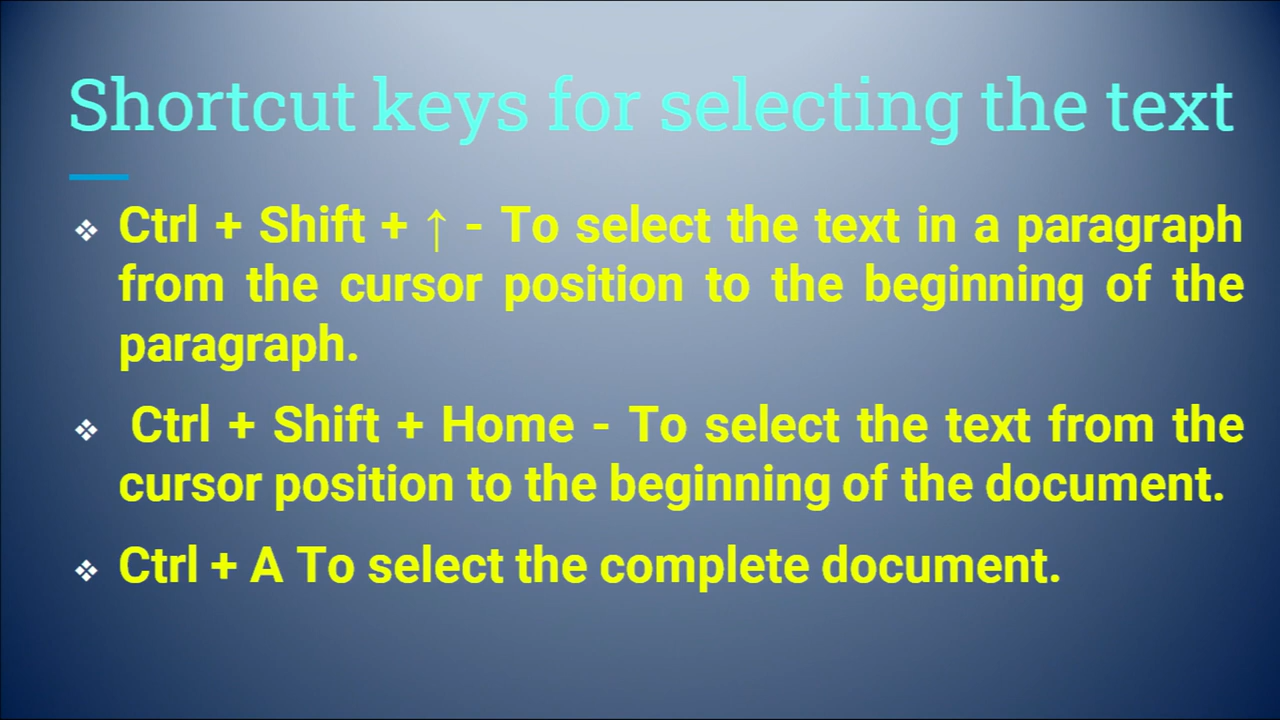 Shortcut keys for selecting the text
❖ Ctrl + Shift + ↑ - To select the text in a paragraph
from the cursor position to the beginning of the
paragraph.
❖ Ctrl + Shift + Home - To select the text from the
cursor position to the beginning of the document.
❖ Ctrl + A To select the complete document.